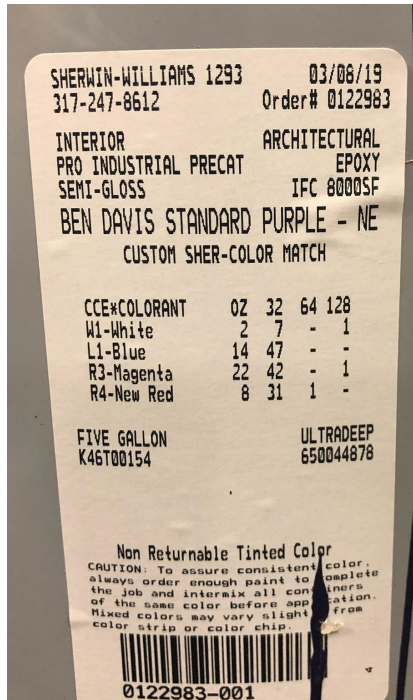 SHERWIN-WILLIAMS 1293 03/08/19
317-247-8612 Order# 0122983
INTERIOR ARCHITECTURAL
PRO INDUSTRIAL PRECAT EPOXY
SEMI-GLOSS IFC 8000SF
BEN DAVIS STANDARD PURPLE - NE
CUSTOM SHER-COLOR MATCH
CCE*COLORANT OZ 32 64 128
W1-White 2 7 - 1
L1-Blue 14 47 - -
R3-Magenta 22 42 - 1
R4-New Red 8 31 1 -
FIVE GALLON ULTRADEEP
K46T00154 650044878
Non Returnable Tinted Color
CAUTION: To assure consistent color,
always order enough paint to complete
the job and intermix all containers
of the same color before application.
Mixed colors may vary slightly from
color strip or color chip.
0122983-001
4